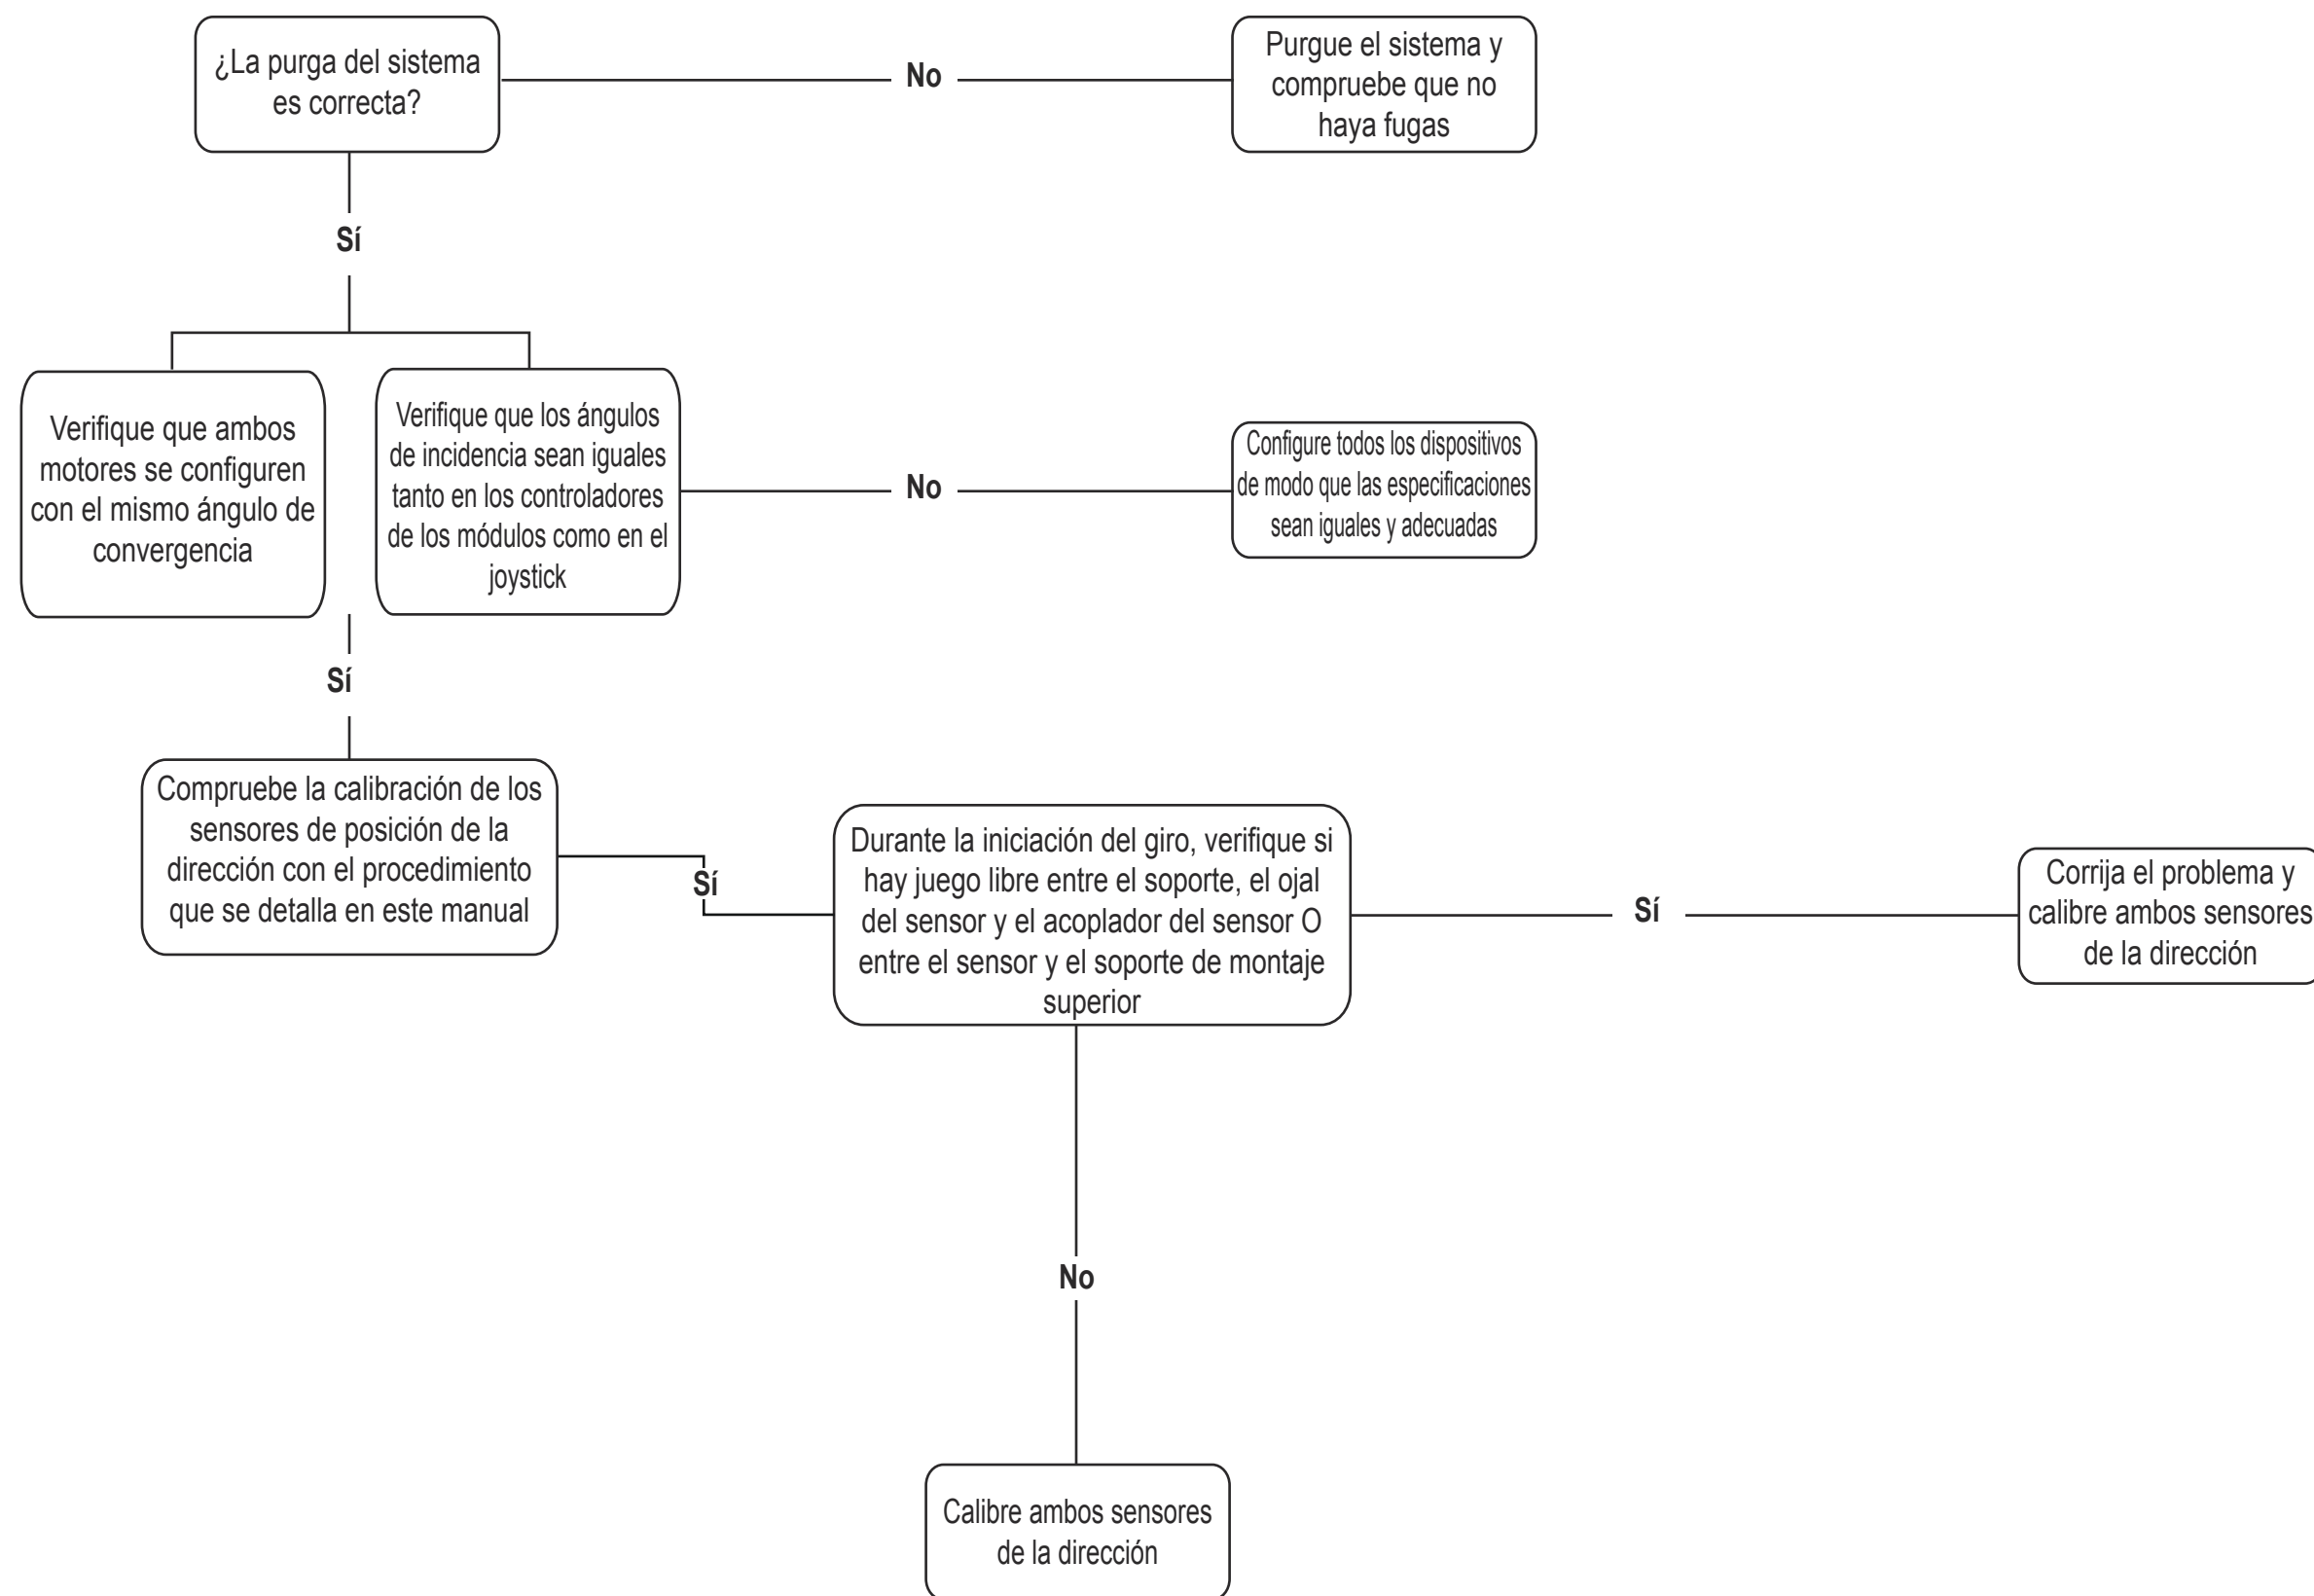 ¿La purga del sistema
es correcta?
No
Purgue el sistema y
compruebe que no
haya fugas
Sí
Verifique que ambos
motores se configuren
con el mismo ángulo de
convergencia
Verifique que los ángulos
de incidencia sean iguales
tanto en los controladores
de los módulos como en el
joystick
No
Configure todos los dispositivos
de modo que las especificaciones
sean iguales y adecuadas
Sí
Compruebe la calibración de los
sensores de posición de la
dirección con el procedimiento
que se detalla en este manual
Sí
Durante la iniciación del giro, verifique si
hay juego libre entre el soporte, el ojal
del sensor y el acoplador del sensor O
entre el sensor y el soporte de montaje
superior
Sí
Corrija el problema y
calibre ambos sensores
de la dirección
No
Calibre ambos sensores
de la dirección